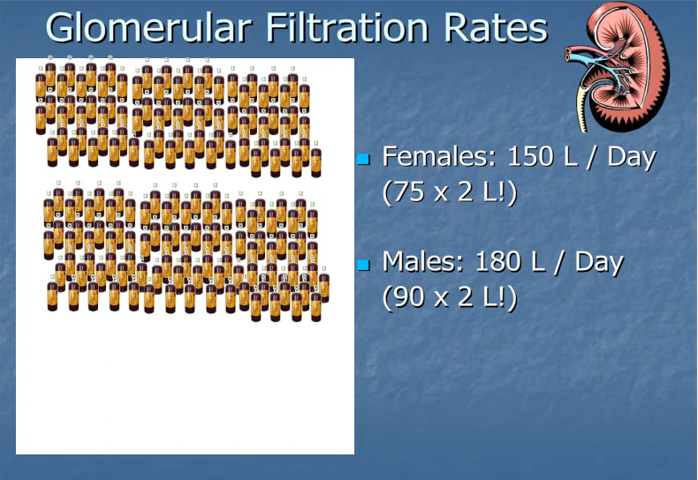 Glomerular Filtration Rates
Females: 150 L / Day
(75 x 2 L!)
Males: 180 L / Day
(90 x 2 L!)